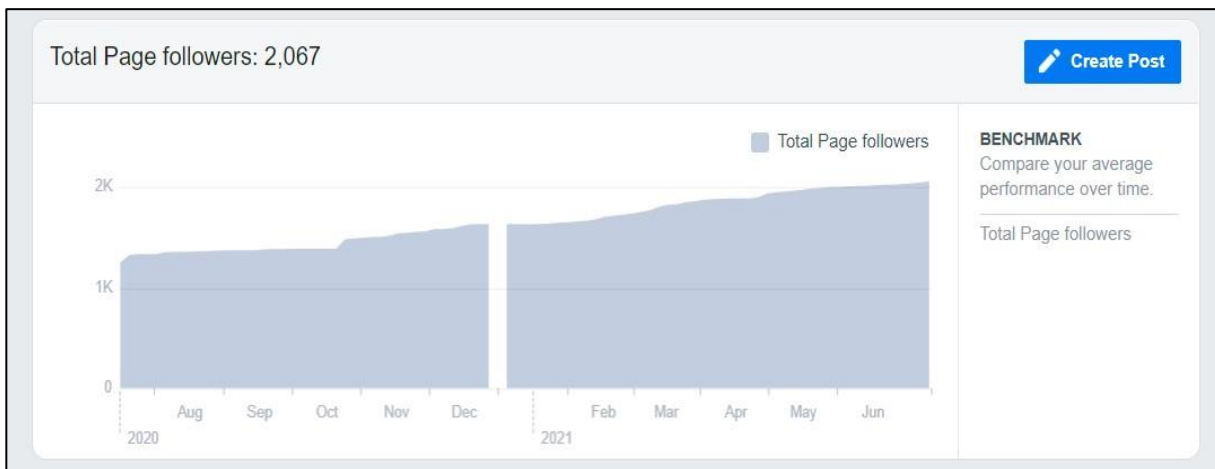 Total Page followers: 2,067
Create Post
Total Page followers
BENCHMARK
Compare your average
performance over time.
Total Page followers
2K
1K
0
Aug Sep Oct Nov Dec Feb Mar Apr May Jun
2020 2021